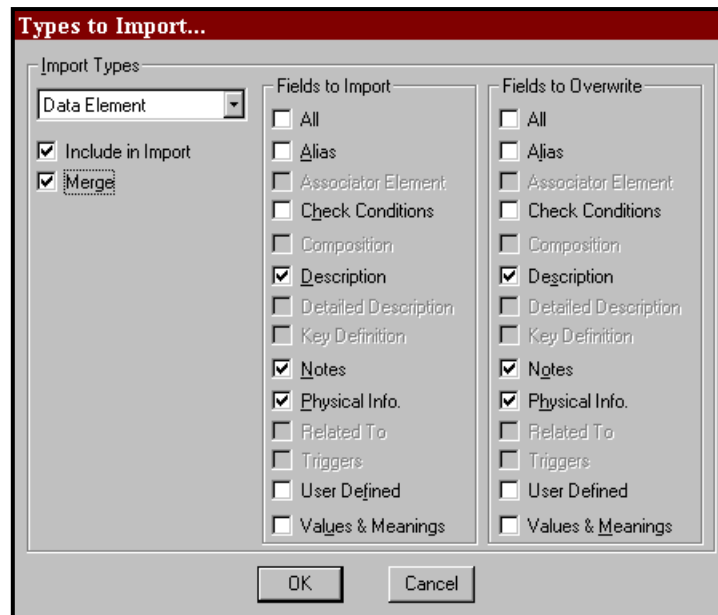 Types to Import...
Import Types
Data Element
Include in Import
Merge
Fields to Import
All
Alias
Associator Element
Check Conditions
Composition
Description
Detailed Description
Key Definition
Notes
Physical Info.
Related To
Triggers
User Defined
Values & Meanings
Fields to Overwrite
All
Alias
Associator Element
Check Conditions
Composition
Description
Detailed Description
Key Definition
Notes
Physical Info.
Related To
Triggers
User Defined
Values & Meanings
OK
Cancel